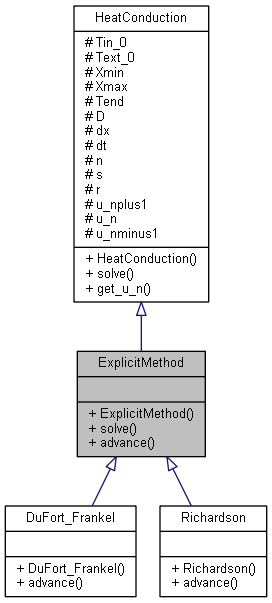 HeatConduction
# Tin_0
# Text_0
# Xmin
# Xmax
# Tend
# D
# dx
# dt
# n
# s
# r
# u_nplus1
# u_n
# u_nminus1
+ HeatConduction()
+ solve()
+ get_u_n()
ExplicitMethod
+ ExplicitMethod()
+ solve()
+ advance()
DuFort_Frankel
+ DuFort_Frankel()
+ advance()
Richardson
+ Richardson()
+ advance()